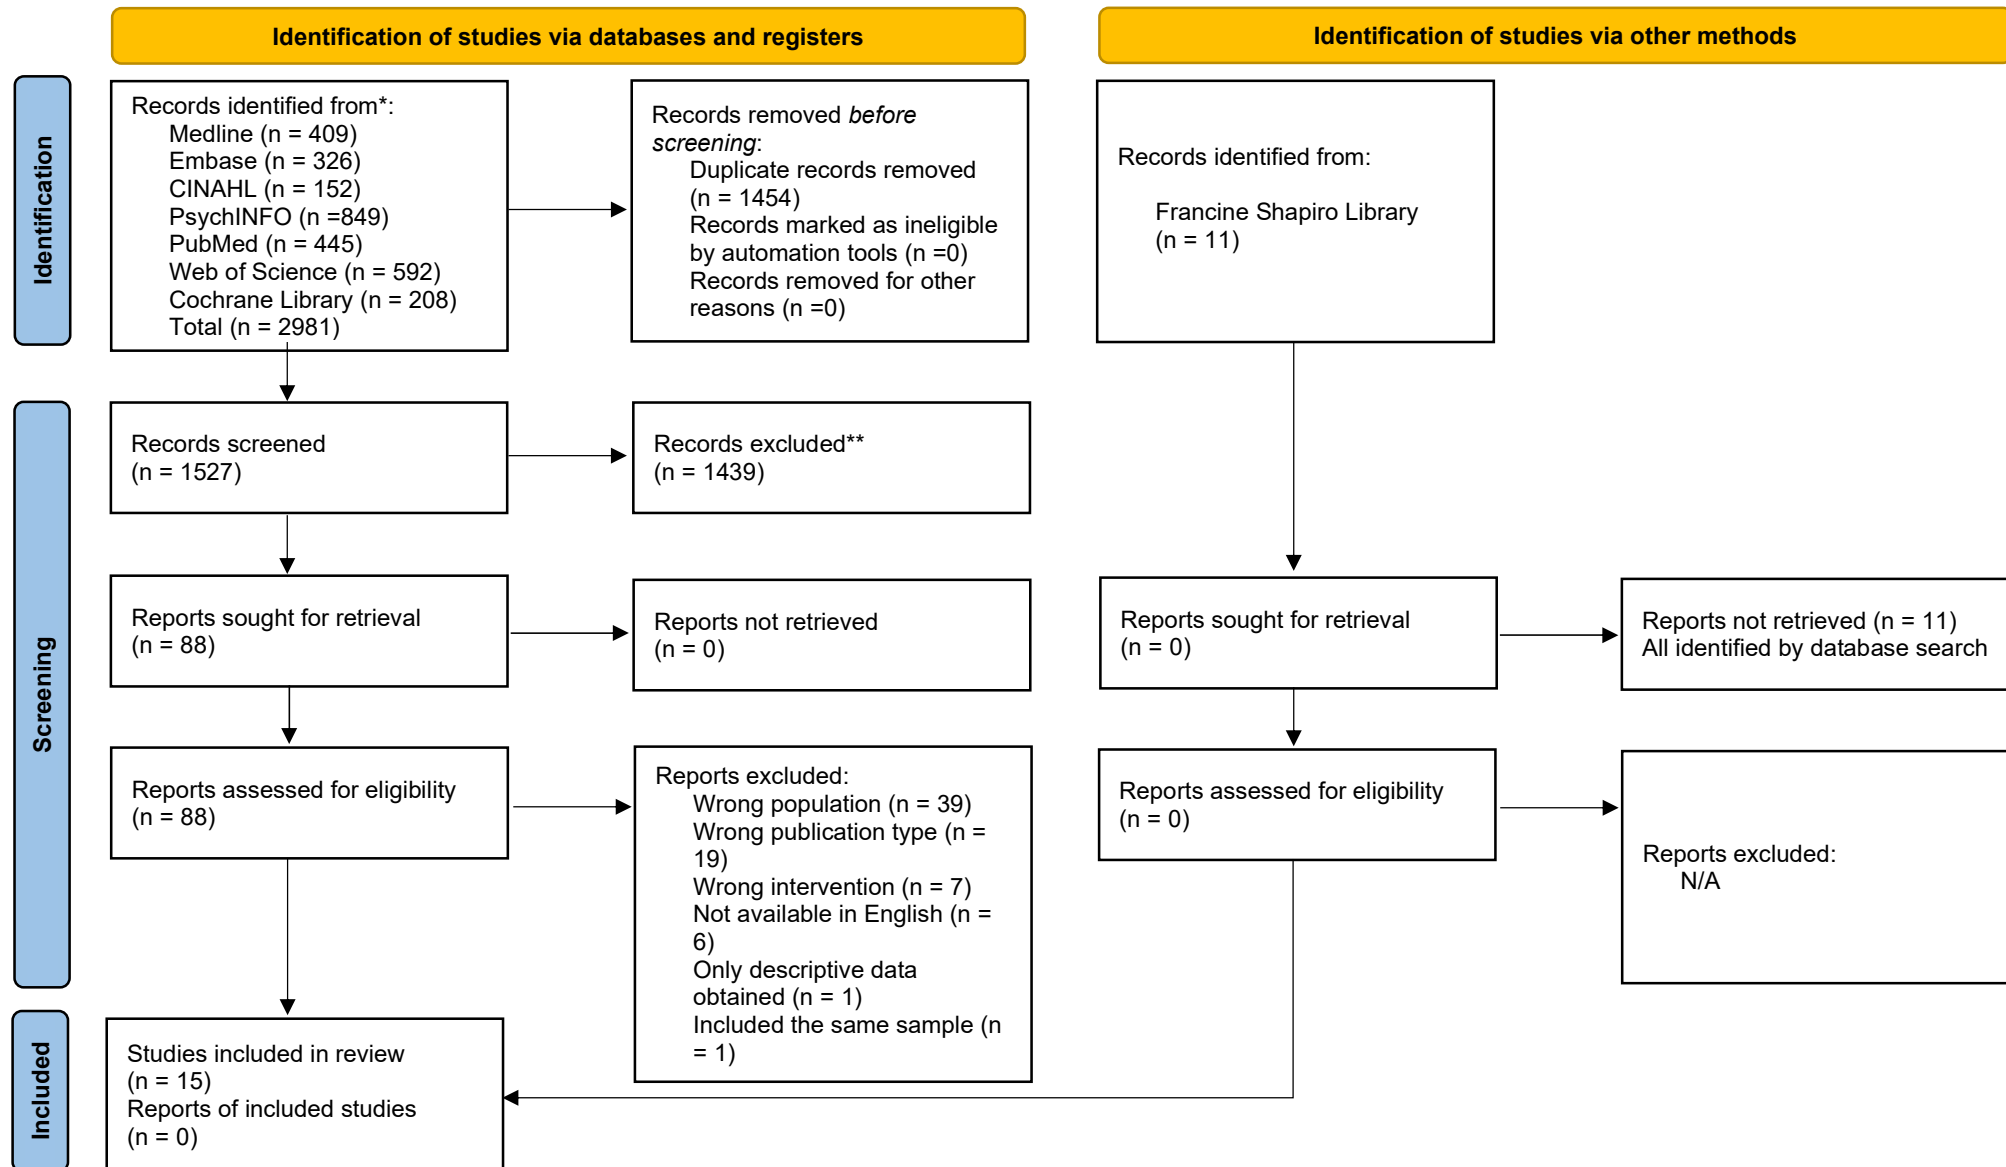 Identification of studies via databases and registers
Identification of studies via other methods
Identification
Records identified from*:
Medline (n = 409)
Embase (n = 326)
CINAHL (n = 152)
PsychINFO (n =849)
PubMed (n = 445)
Web of Science (n = 592)
Cochrane Library (n = 208)
Total (n = 2981)
Records removed before
screening:
Duplicate records removed
(n = 1454)
Records marked as ineligible
by automation tools (n =0)
Records removed for other
reasons (n =0)
Records identified from:
Francine Shapiro Library
(n = 11)
Screening
Records screened
(n = 1527)
Records excluded**
(n = 1439)
Reports sought for retrieval
(n = 88)
Reports not retrieved
(n = 0)
Reports sought for retrieval
(n = 0)
Reports not retrieved (n = 11)
All identified by database search
Reports assessed for eligibility
(n = 88)
Reports excluded:
Wrong population (n = 39)
Wrong publication type (n =
19)
Wrong intervention (n = 7)
Not available in English (n =
6)
Only descriptive data
obtained (n = 1)
Included the same sample (n
= 1)
Reports assessed for eligibility
(n = 0)
Reports excluded:
N/A
Included
Studies included in review
(n = 15)
Reports of included studies
(n = 0)